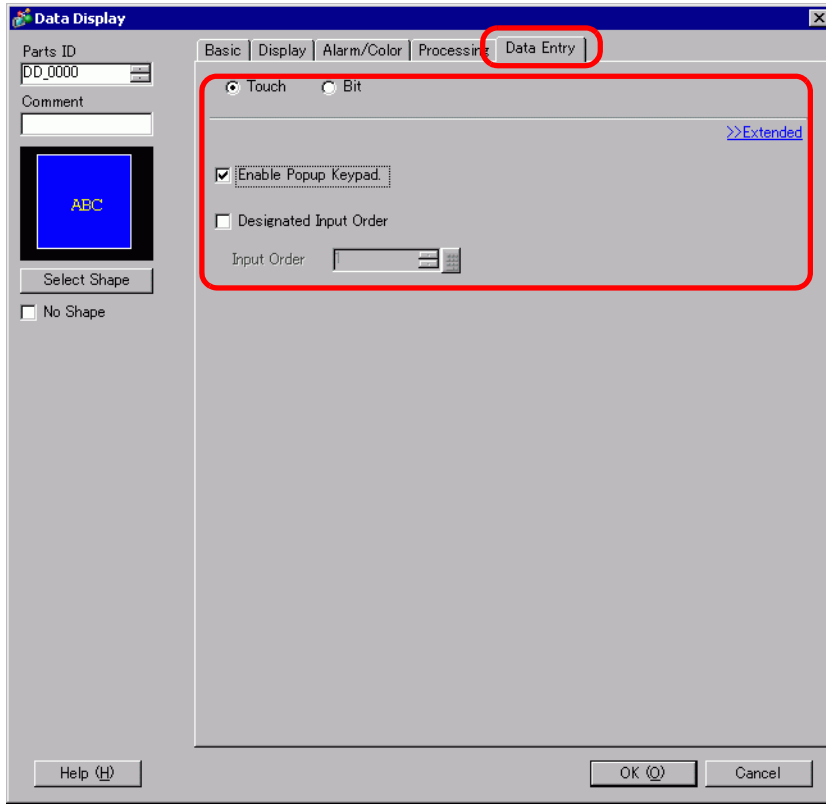 Data Display
Parts ID
DD_0000
Comment
ABC
Select Shape
No Shape
Basic Display Alarm/Color Processing Data Entry
Touch Bit
>>Extended
Enable Popup Keypad.
Designated Input Order
Input Order 1
Help (H)
OK (O) Cancel